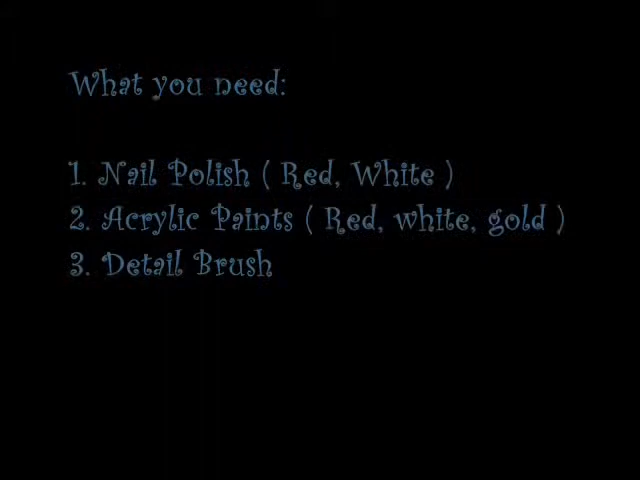 What you need:
1. Nail Polish ( Red, White )
2. Acrylic Paints ( Red, white, gold )
3. Detail Brush